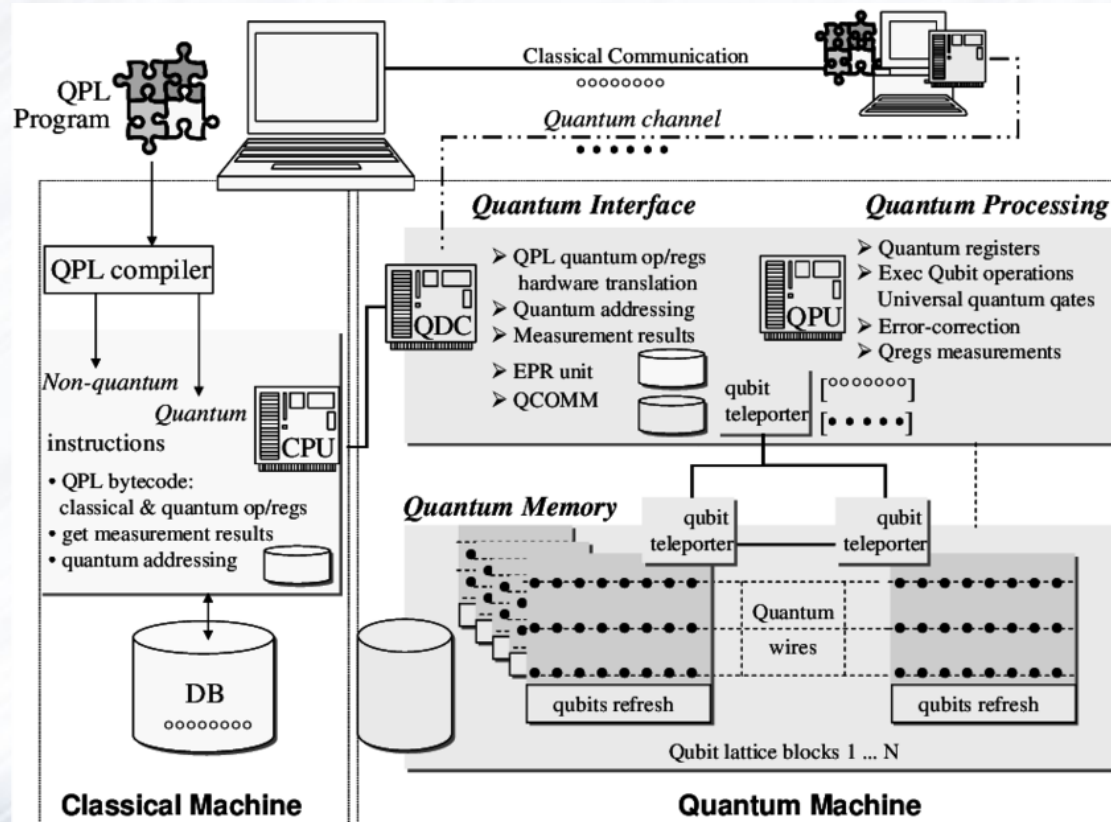 QPL
Program
Classical Communication
Quantum channel
QPL compiler
Non-quantum
Quantum
instructions
• QPL bytecode:
classical & quantum op/regs
• get measurement results
• quantum addressing
CPU
DB
Classical Machine
Quantum Interface
QDC
➢ QPL quantum op/regs
hardware translation
➢ Quantum addressing
➢ Measurement results
➢ EPR unit
➢ QCOMM
Quantum Processing
QPU
➢ Quantum registers
➢ Exec Qubit operations
Universal quantum qates
➢ Error-correction
➢ Qregs measurements
qubit
teleporter
Quantum Memory
qubit
teleporter
qubit
teleporter
Quantum
wires
qubits refresh
qubits refresh
Qubit lattice blocks 1 ... N
Quantum Machine